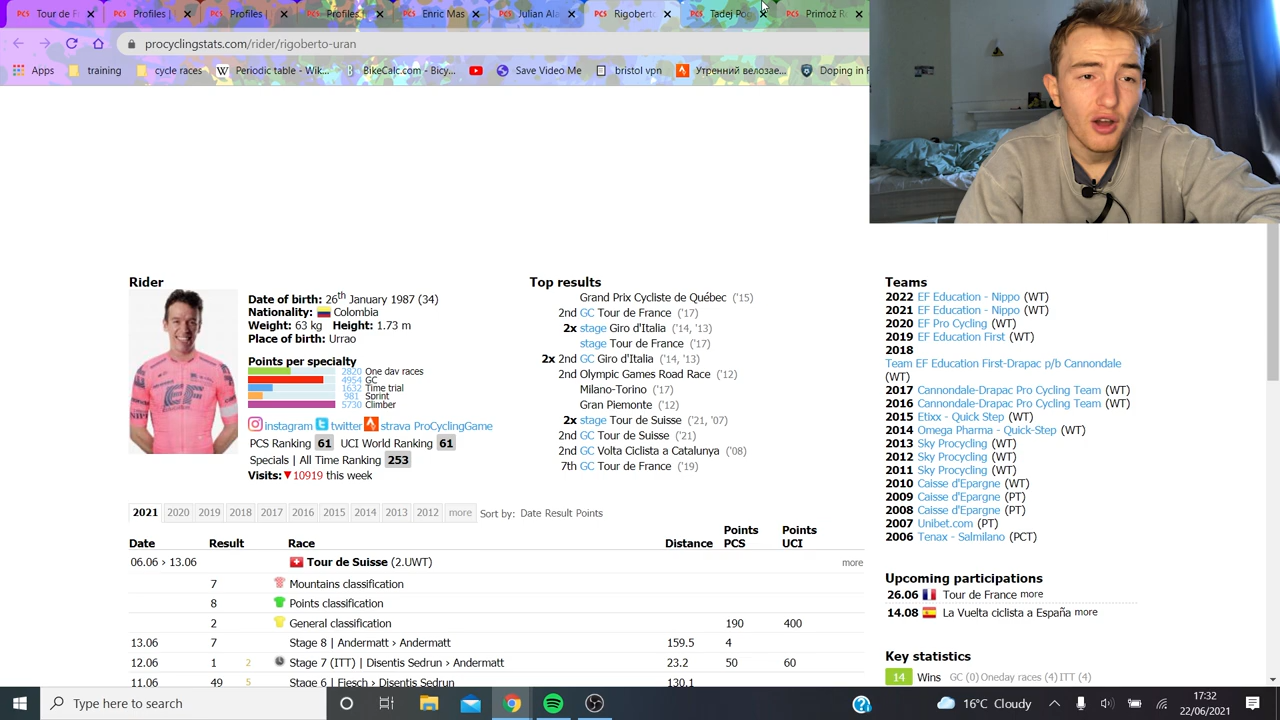 Tour de F
Profiles
Profiles.
Enric Mas
Julian Ala
Rigoberto
Tadej Pog
Primož Ro
procyclingstats.com/rider/rigoberto-uran
Apps
training
cycle races
Periodic table - Wik...
BikeCalc.com - Bicy...
Save Video Me
bristol vpn
Утренний велозае...
Doping in F
Rider
Date of birth: 26th January 1987 (34)
Nationality: Colombia
Weight: 63 kg Height: 1.73 m
Place of birth: Urrao
Points per specialty
2820 One day races
4954 GC
1632 Time trial
981 Sprint
5730 Climber
instagram twitter strava ProCyclingGame
PCS Ranking 61 UCI World Ranking 61
Specials | All Time Ranking 253
Visits: ▼10919 this week
Top results
Grand Prix Cycliste de Québec ('15)
2nd GC Tour de France ('17)
2x stage Giro d'Italia ('14, '13)
stage Tour de France ('17)
2x 2nd GC Giro d'Italia ('14, '13)
2nd Olympic Games Road Race ('12)
Milano-Torino ('17)
Gran Piemonte ('12)
2x stage Tour de Suisse ('21, '07)
2nd GC Tour de Suisse ('21)
2nd GC Volta Ciclista a Catalunya ('08)
7th GC Tour de France ('19)
Teams
2022 EF Education - Nippo (WT)
2021 EF Education - Nippo (WT)
2020 EF Pro Cycling (WT)
2019 EF Education First (WT)
2018
Team EF Education First-Drapac p/b Cannondale
(WT)
2017 Cannondale-Drapac Pro Cycling Team (WT)
2016 Cannondale-Drapac Pro Cycling Team (WT)
2015 Etixx - Quick Step (WT)
2014 Omega Pharma - Quick-Step (WT)
2013 Sky Procycling (WT)
2012 Sky Procycling (WT)
2011 Sky Procycling (WT)
2010 Caisse d'Epargne (WT)
2009 Caisse d'Epargne (PT)
2008 Caisse d'Epargne (PT)
2007 Unibet.com (PT)
2006 Tenax - Salmilano (PCT)
2021 2020 2019 2018 2017 2016 2015 2014 2013 2012 more Sort by: Date Result Points
Date Result Race Distance Points PCS Points UCI
06.06 › 13.06 Tour de Suisse (2.UWT) more
7 Mountains classification
8 Points classification
2 General classification 190 400
13.06 7 Stage 8 | Andermatt › Andermatt 159.5 4
12.06 1 2 Stage 7 (ITT) | Disentis Sedrun › Andermatt 23.2 50 60
11.06 49 5 Stage 6 | Fiesch › Disentis Sedrun 130.1
Upcoming participations
26.06 Tour de France more
14.08 La Vuelta ciclista a España more
Key statistics
14 Wins GC (0) Oneday races (4) ITT (4)
Type here to search
16°C Cloudy
17:32
22/06/2021